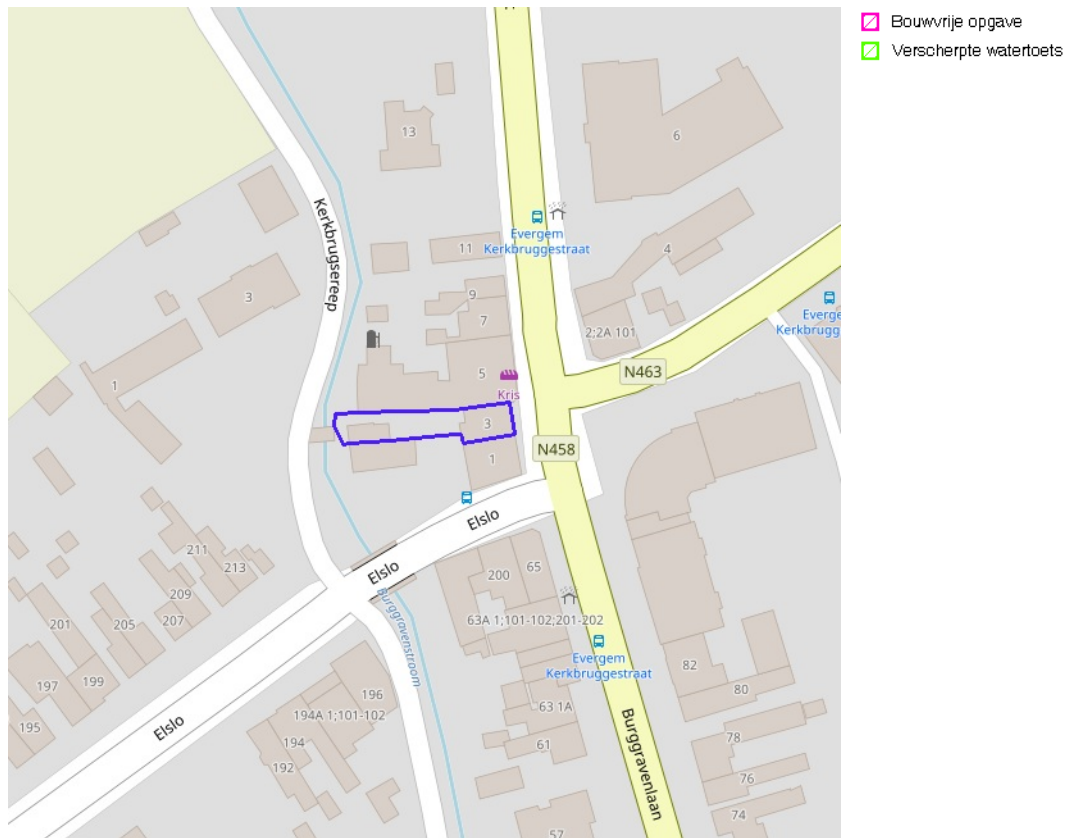 Bouwvrije opgave
Verscherpte watertoets
13
6
Kerkbrugsereep
Evergem
Kerkbruggestraat
11
4
3
9
7
2;2A 101
Everge
Kerkbrugg
1
5
N463
Kris
3
N458
1
Elslo
211
213
Elslo
200
65
209
Burggravenstroom
201
205
207
63A 1;101-102;201-202
Evergem
Kerkbruggestraat
82
197
199
196
80
195
194A 1;101-102
63 1A
Elslo
194
61
Burggravenlaan
78
192
76
74
57